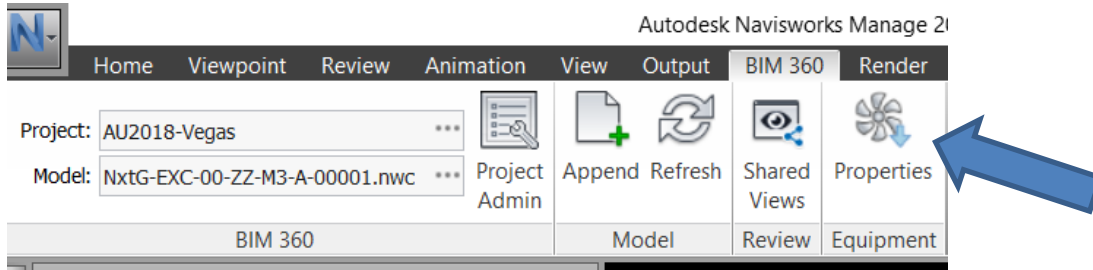 Autodesk Navisworks Manage
N
Home Viewpoint Review Animation View Output BIM 360 Render
Project: AU2018-Vegas ...
Model: NxtG-EXC-00-ZZ-M3-A-00001.nwc ...
Project
Admin
Append Refresh
Shared
Views
Properties
BIM 360 Model Review Equipment